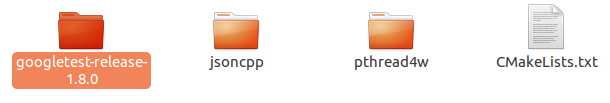 googletest-release-
1.8.0
jsoncpp
pthread4w
CMakeLists.txt